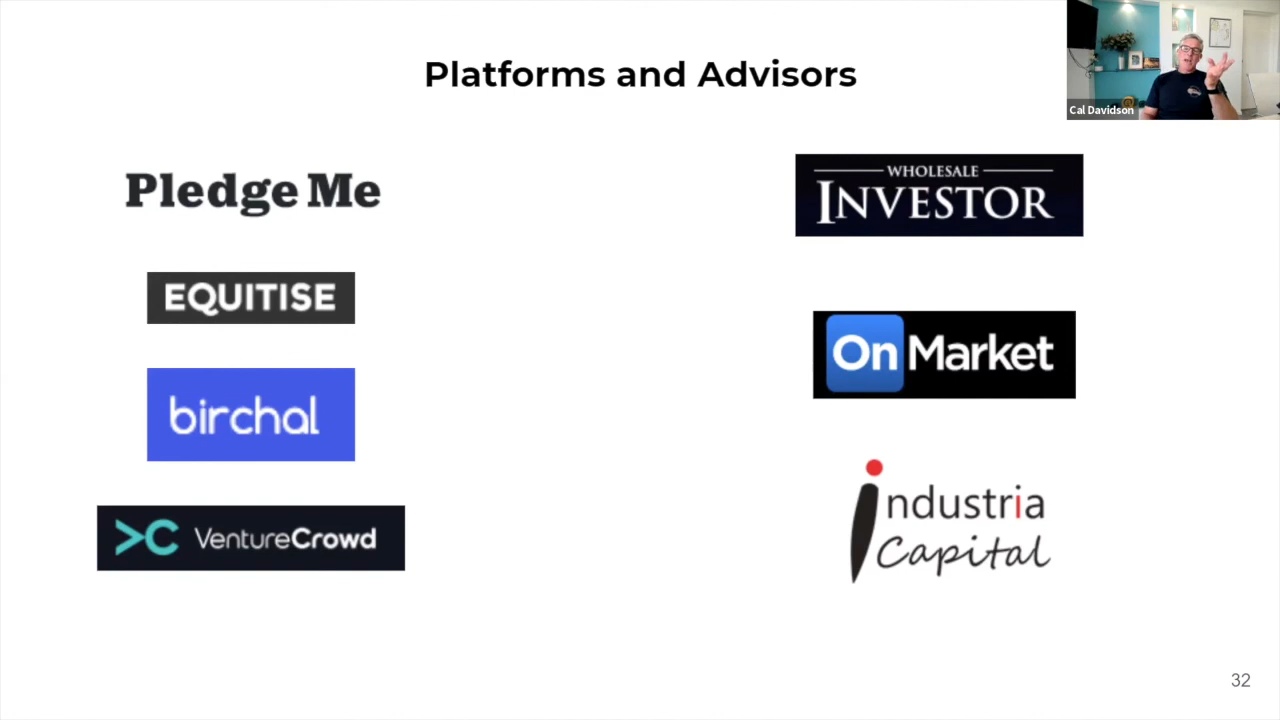 Platforms and Advisors
Cal Davidson
Pledge Me
EQUITISE
birchal
VentureCrowd
WHOLESALE
INVESTOR
On Market
industria
Capital
32